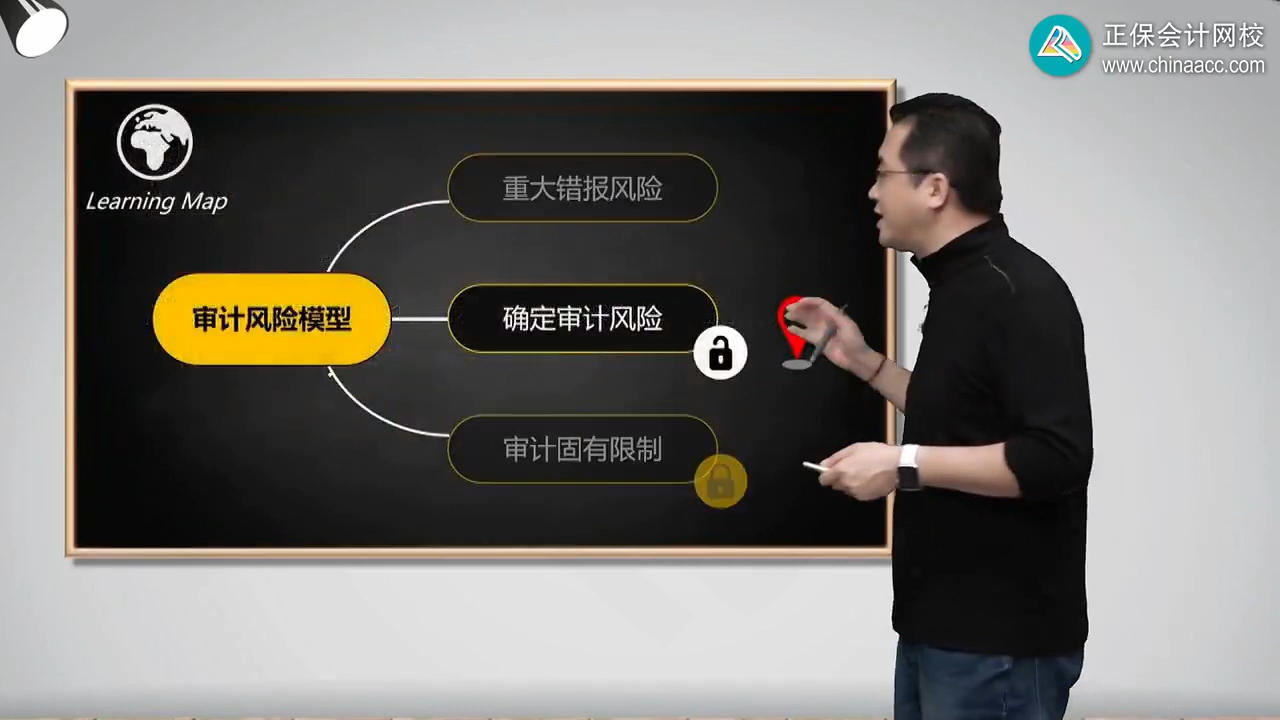 正保会计网校
www.chinaacc.com
Learning Map
重大错报风险
审计风险模型
确定审计风险
审计固有限制